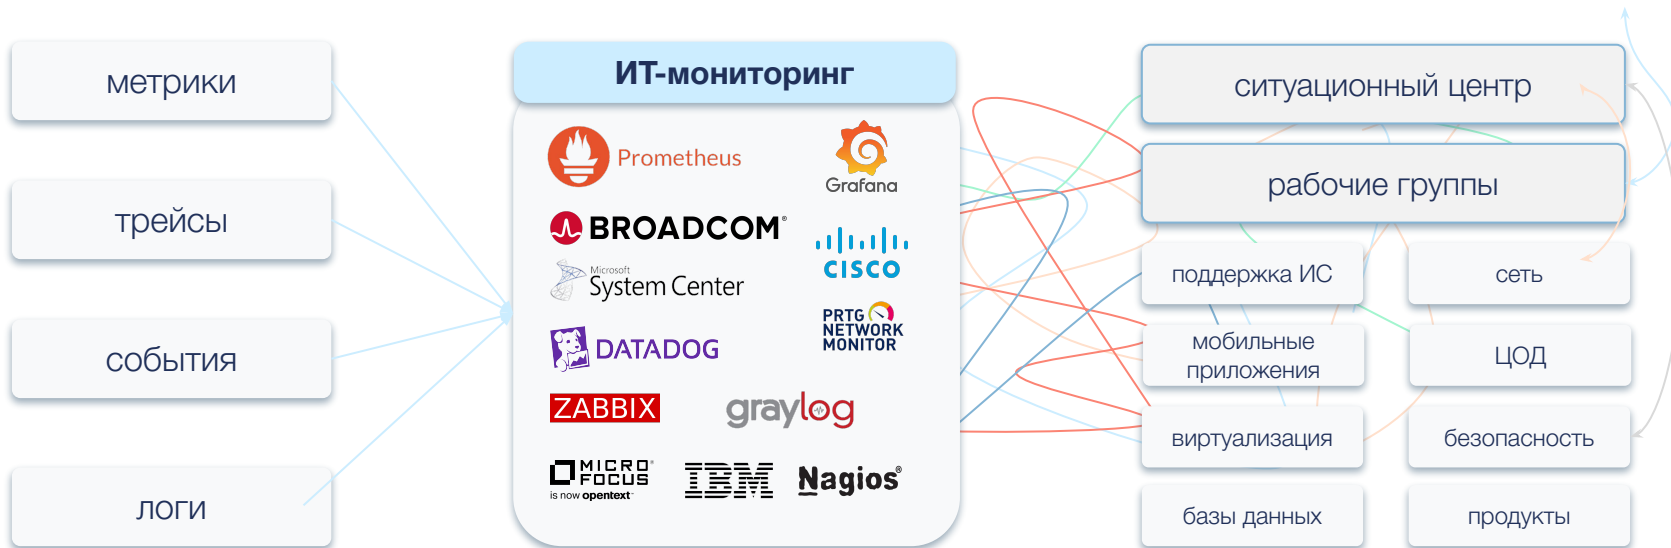 метрики
трейсы
события
логи
ИТ-мониторинг
Prometheus
Grafana
BROADCOM®
CISCO
Microsoft
System Center
PRTG
NETWORK
MONITOR
DATADOG
ZABBIX
graylog
MICRO
FOCUS®
is now opentext™
IBM
Nagios®
ситуационный центр
рабочие группы
поддержка ИС
сеть
мобильные
приложения
ЦОД
виртуализация
безопасность
базы данных
продукты